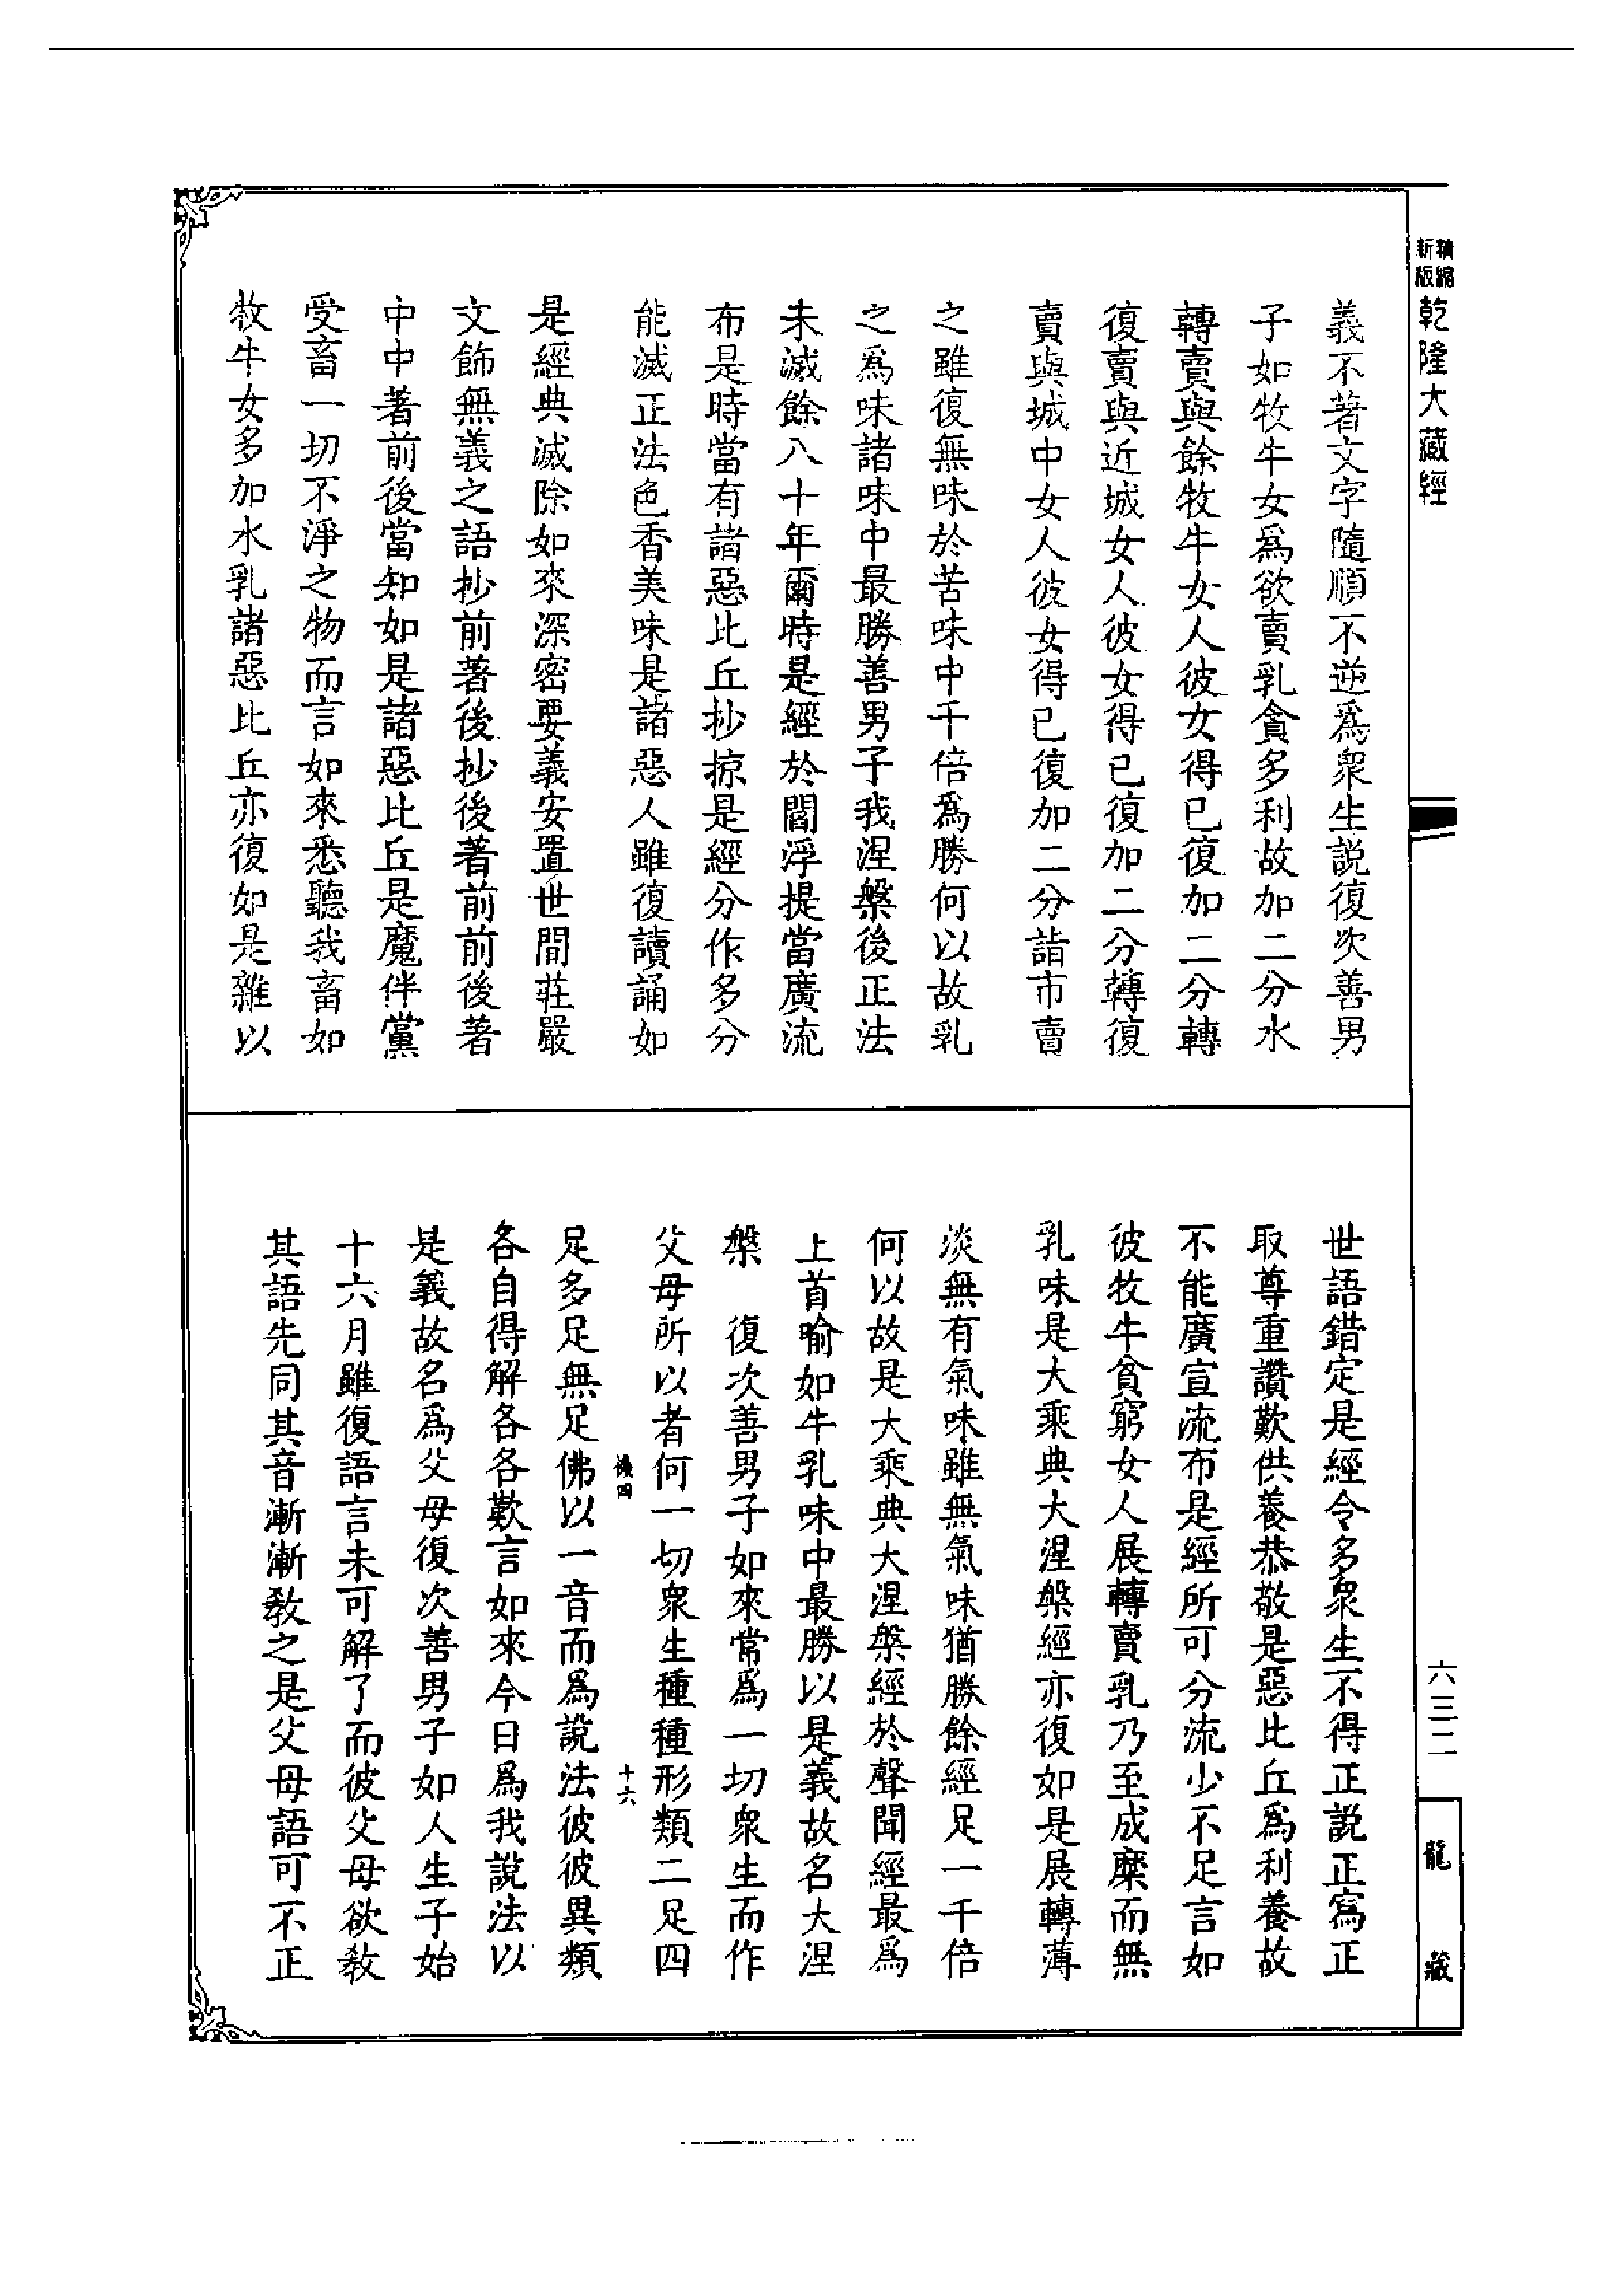 精縮新版乾隆大藏經
義不著文字隨順不逆爲衆生説復次善男
子如牧牛女爲欲賣乳貪多利故加二分水
轉賣與餘牧牛女人彼女得已復加二分轉
復賣與近城女人彼女得已復加二分轉復
賣與城中女人彼女得已復加二分詣市賣
之雖復無味於苦味中千倍爲勝何以故乳
之爲味諸味中最勝善男子我涅槃後正法
未滅餘八十年爾時是經於閻浮提當廣流
布是時當有諸惡比丘抄掠是經分作多分
能滅正法色香美味是諸惡人雖復讀誦如
是經典滅除如來深密要義安置世間莊嚴
文飾無義之語抄前著後抄後著前前後著
中中著前後當知如是諸惡比丘是魔伴黨
受畜一切不淨之物而言如來悉聽我畜如
牧牛女多加水乳諸惡比丘亦復如是雜以
世語錯定是經令多衆生不得正説正寫正
取尊重讚歎供養恭敬是惡比丘爲利養故
不能廣宣流布是經所可分流少不足言如
彼牧牛貧窮女人展轉賣乳乃至成糜而無
乳味是大乘典大涅槃經亦復如是展轉薄
淡無有氣味雖無氣味猶勝餘經足一千倍
何以故是大乘典大涅槃經於聲聞經最爲
上首喻如牛乳味中最勝以是義故名大涅
槃　復次善男子如來常爲一切衆生而作
父母所以者何一切衆生種種形類二足四
十六
足多足無足佛以一音而爲説法彼彼異類
各自得解各各歎言如來今日爲我説法以
是義故名爲父母復次善男子如人生子始
十六月雖復語言未可解了而彼父母欲教
其語先同其音漸漸教之是父母語可不正
六三二
龍藏